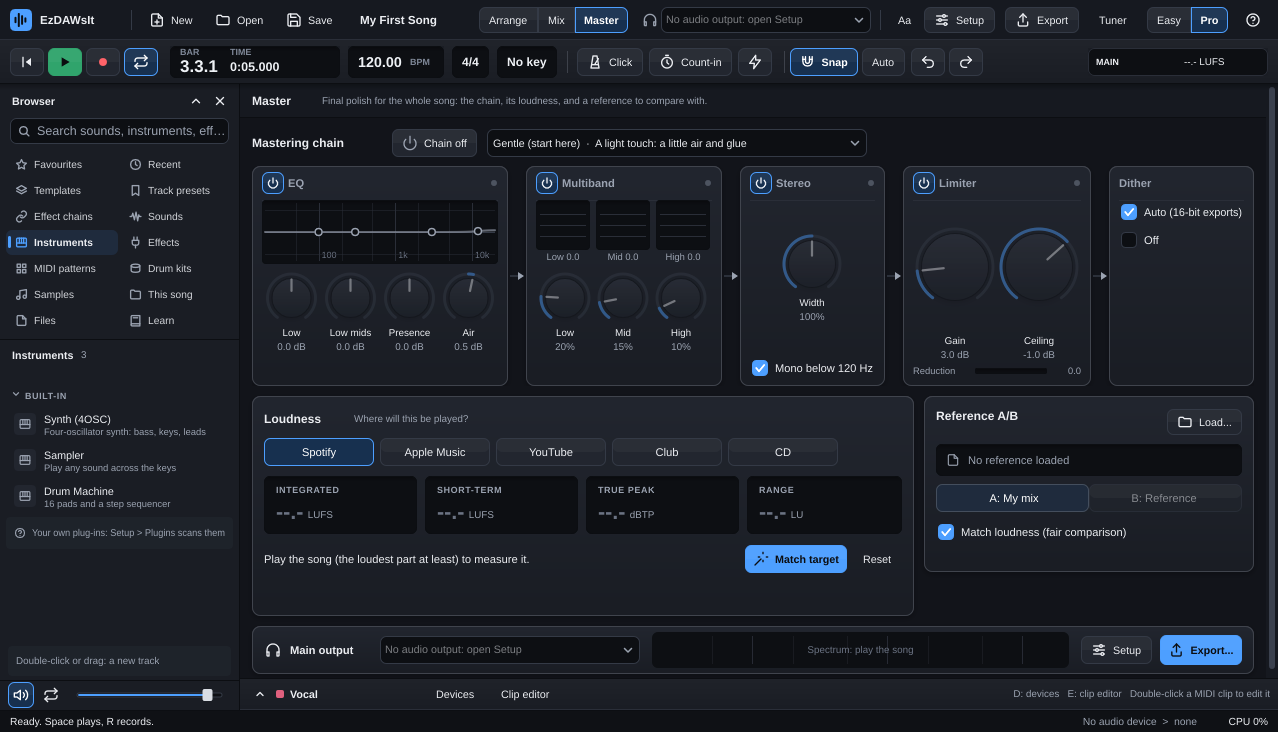 EzDAWsIt New Open Save My First Song Arrange Mix Master No audio output: open Setup Aa Setup Export Tuner Easy Pro
BAR TIME
3.3.1 0:05.000 120.00 BPM 4/4 No key Click Count-in Snap Auto MAIN --.- LUFS
Browser
Search sounds, instruments, eff...
Favourites Recent
Templates Track presets
Effect chains Sounds
Instruments Effects
MIDI patterns Drum kits
Samples This song
Files Learn
Instruments 3
BUILT-IN
Synth (4OSC)
Four-oscillator synth: bass, keys, leads
Sampler
Play any sound across the keys
Drum Machine
16 pads and a step sequencer
Your own plug-ins: Setup > Plugins scans them
Double-click or drag: a new track
Master Final polish for the whole song: the chain, its loudness, and a reference to compare with.
Mastering chain Chain off Gentle (start here) · A light touch: a little air and glue
EQ
100 1k 10k
Low Low mids Presence Air
0.0 dB 0.0 dB 0.0 dB 0.5 dB
Multiband
Low 0.0 Mid 0.0 High 0.0
Low Mid High
20% 15% 10%
Stereo
Width
100%
Mono below 120 Hz
Limiter
Gain Ceiling
3.0 dB -1.0 dB
Reduction 0.0
Dither
Auto (16-bit exports)
Off
Loudness Where will this be played?
Spotify Apple Music YouTube Club CD
INTEGRATED SHORT-TERM TRUE PEAK RANGE
--.- LUFS --.- LUFS --.- dBTP --.- LU
Play the song (the loudest part at least) to measure it. Match target Reset
Reference A/B
Load...
No reference loaded
A: My mix B: Reference
Match loudness (fair comparison)
Main output No audio output: open Setup Spectrum: play the song Setup Export...
Vocal Devices Clip editor D: devices E: clip editor Double-click a MIDI clip to edit it
Ready. Space plays, R records. No audio device > none CPU 0%